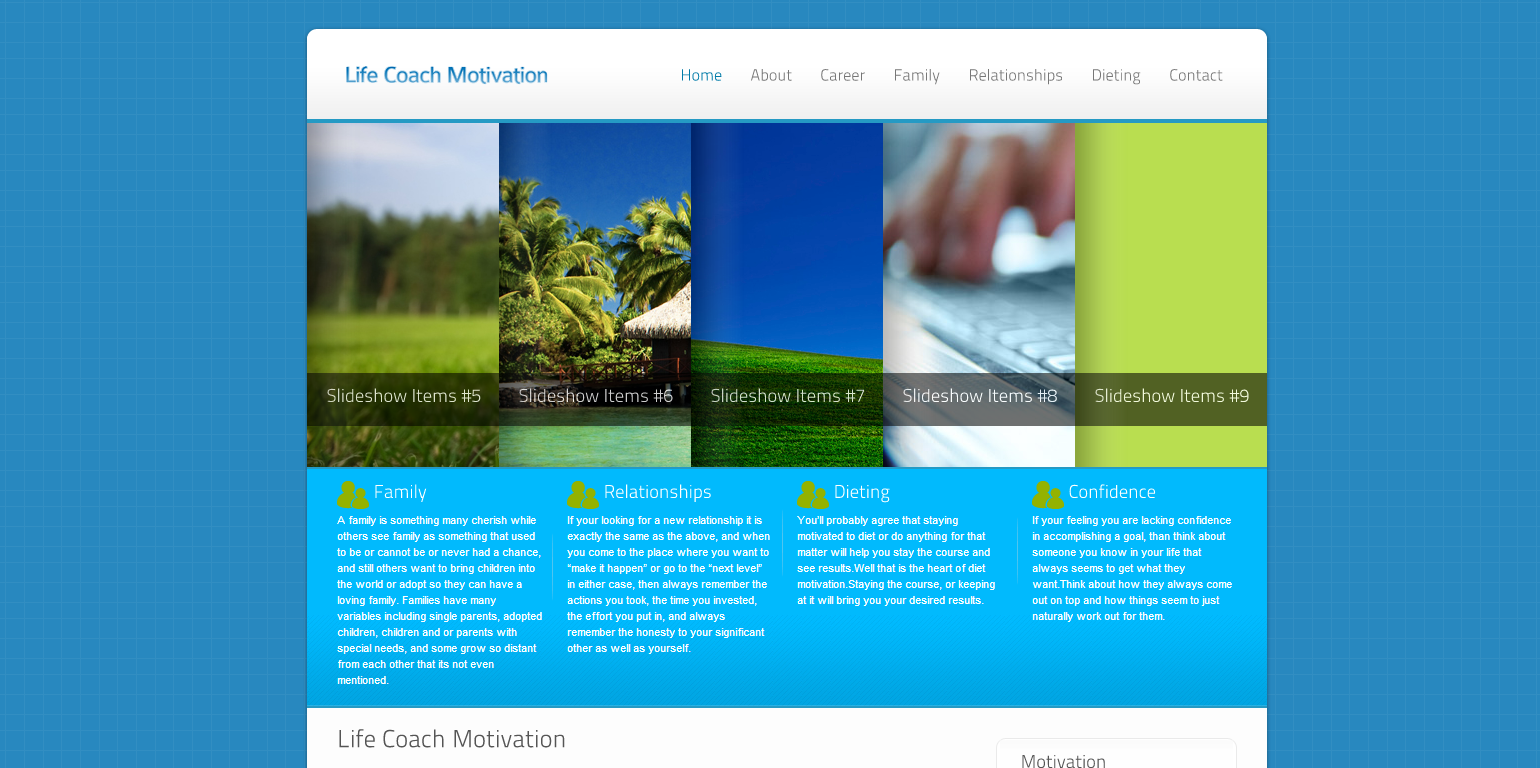 Life Coach Motivation
Home About Career Family Relationships Dieting Contact
Slideshow Items #5
Slideshow Items #6
Slideshow Items #7
Slideshow Items #8
Slideshow Items #9
Family
A family is something many cherish while
others see family as something that used
to be or cannot be or never had a chance,
and still others want to bring children into
the world or adopt so they can have a
loving family. Families have many
variables including single parents, adopted
children, children and or parents with
special needs, and some grow so distant
from each other that its not even
mentioned.
Relationships
If your looking for a new relationship it is
exactly the same as the above, and when
you come to the place where you want to
“make it happen” or go to the “next level”
in either case, then always remember the
actions you took, the time you invested,
the effort you put in, and always
remember the honesty to your significant
other as well as yourself.
Dieting
You'll probably agree that staying
motivated to diet or do anything for that
matter will help you stay the course and
see results.Well that is the heart of diet
motivation.Staying the course, or keeping
at it will bring you your desired results.
Confidence
If your feeling you are lacking confidence
in accomplishing a goal, than think about
someone you know in your life that
always seems to get what they
want.Think about how they always come
out on top and how things seem to just
naturally work out for them.
Life Coach Motivation
Motivation